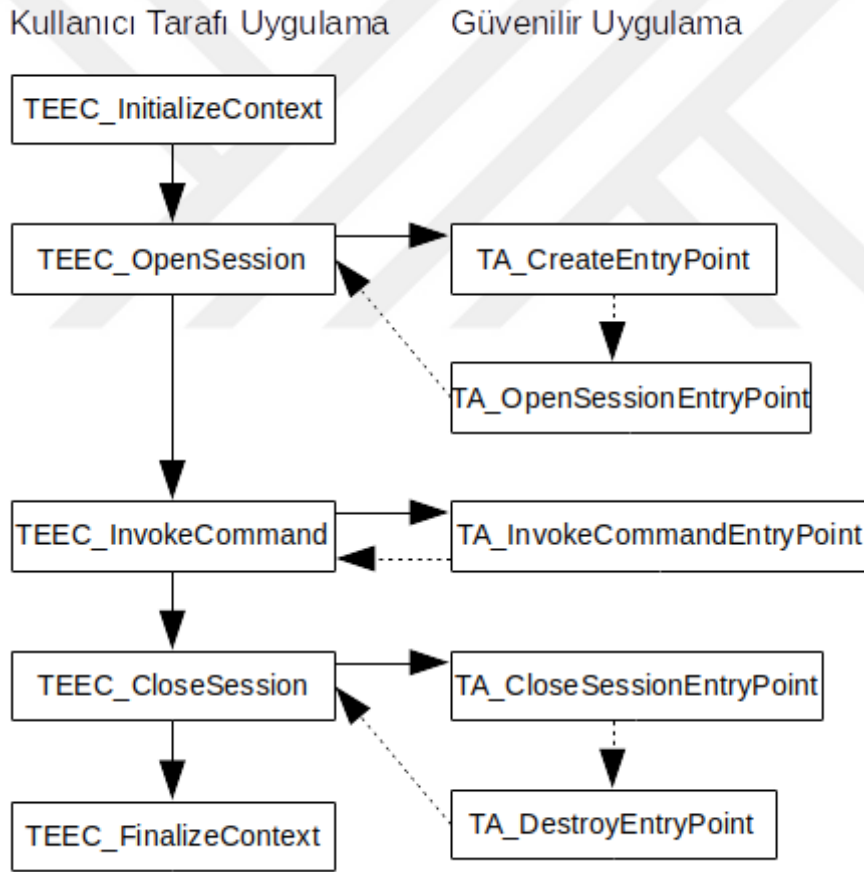 Kullanıcı Tarafı Uygulama
Güvenilir Uygulama
TEEC_InitializeContext
TEEC_OpenSession
TA_CreateEntryPoint
TA_OpenSessionEntryPoint
TEEC_InvokeCommand
TA_InvokeCommandEntryPoint
TEEC_CloseSession
TA_CloseSessionEntryPoint
TEEC_FinalizeContext
TA_DestroyEntryPoint